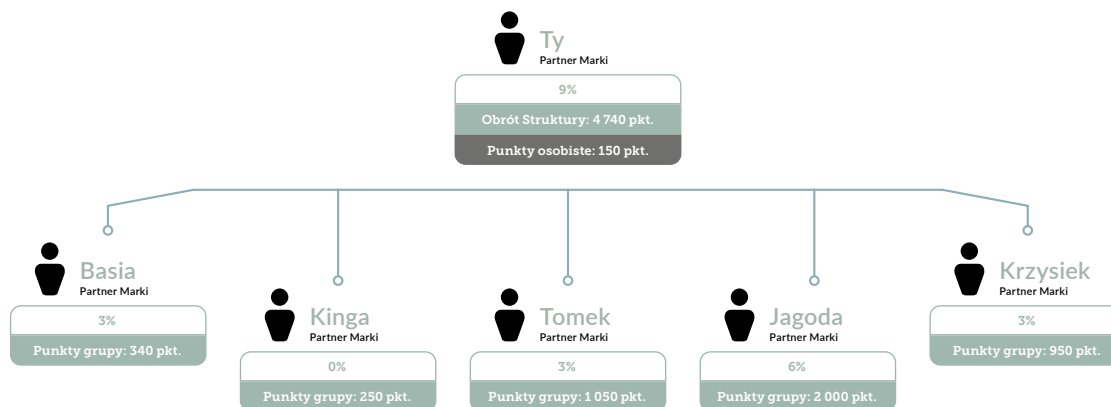 Ty
Partner Marki
9%
Obrót Struktury: 4 740 pkt.
Punkty osobiste: 150 pkt.
Basia
Partner Marki
3%
Punkty grupy: 340 pkt.
Kinga
Partner Marki
0%
Punkty grupy: 250 pkt.
Tomek
Partner Marki
3%
Punkty grupy: 1 050 pkt.
Jagoda
Partner Marki
6%
Punkty grupy: 2 000 pkt.
Krzysiek
Partner Marki
3%
Punkty grupy: 950 pkt.